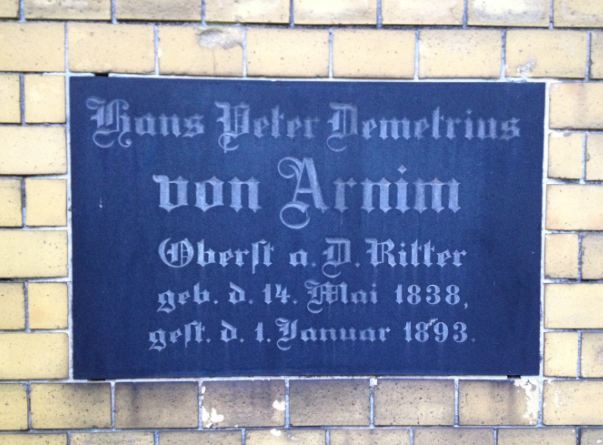 Hans Peter Demetrius
von Arnim
Oberst a. D. Ritter
geb. d. 14. Mai 1838,
gest. d. 1. Januar 1893.